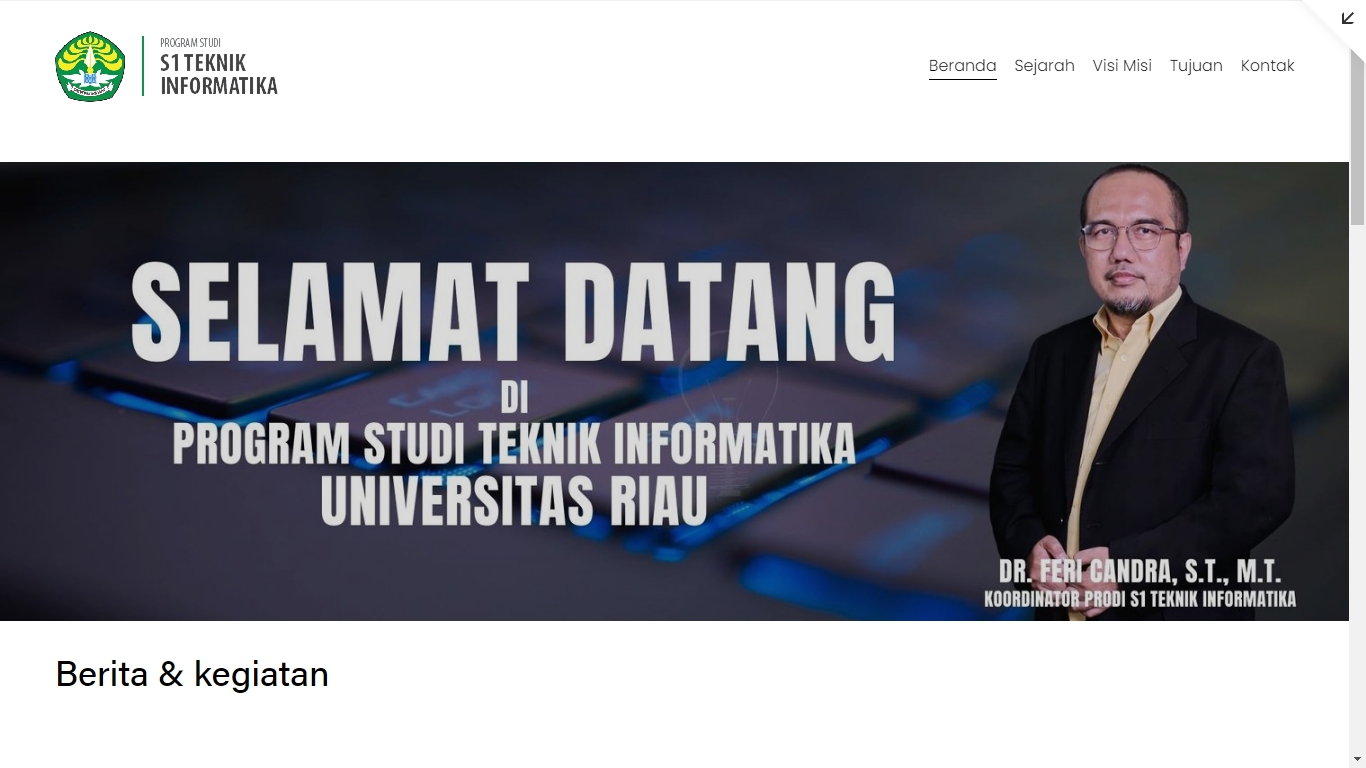 PROGRAM STUDI
S1 TEKNIK
INFORMATIKA
Beranda Sejarah Visi Misi Tujuan Kontak
SELAMAT DATANG
DI
PROGRAM STUDI TEKNIK INFORMATIKA
UNIVERSITAS RIAU
DR. FERI CANDRA, S.T., M.T.
KOORDINATOR PRODI S1 TEKNIK INFORMATIKA
Berita & kegiatan